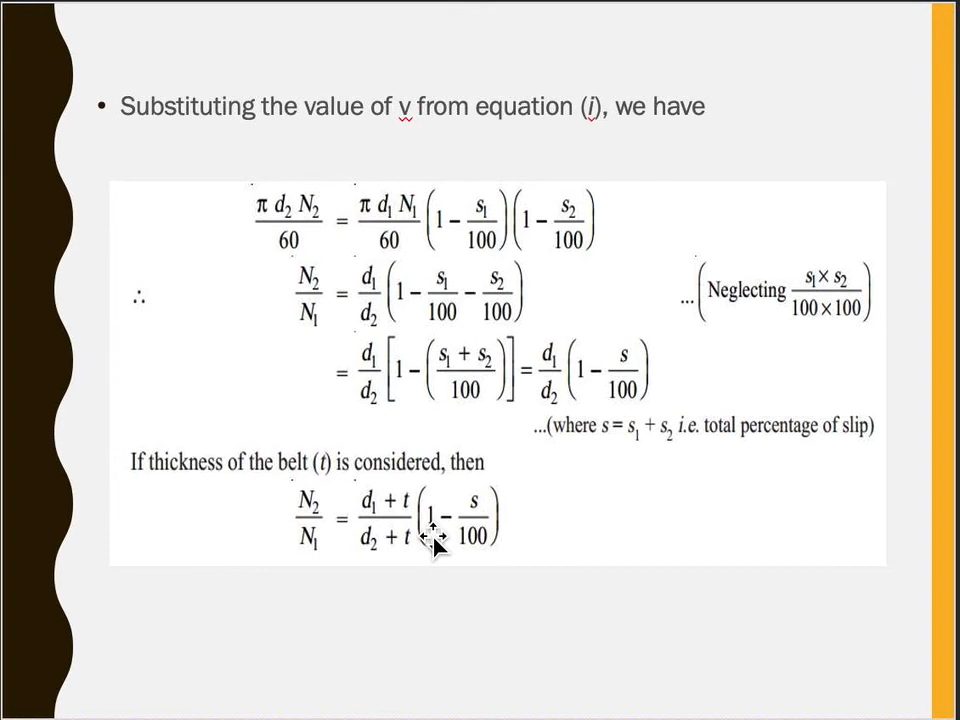 • Substituting the value of v from equation (i), we have
π d₂ N₂ / 60 = π d₁ N₁ / 60 (1 − s₁/100) (1 − s₂/100)
∴ N₂/N₁ = d₁/d₂ (1 − s₁/100 − s₂/100) ...(Neglecting s₁ × s₂ / 100 × 100)
= d₁/d₂ [1 − (s₁ + s₂ / 100)] = d₁/d₂ (1 − s/100)
...(where s = s₁ + s₂ i.e. total percentage of slip)
If thickness of the belt (t) is considered, then
N₂/N₁ = d₁ + t / d₂ + t (1 − s/100)